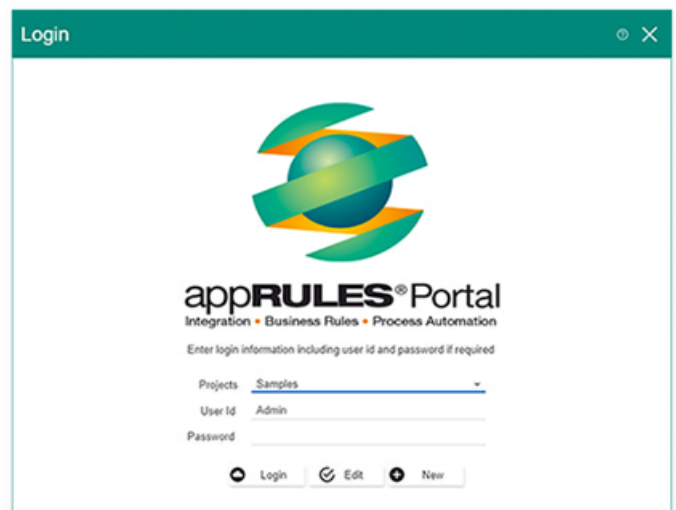 Login
appRULES® Portal
Integration • Business Rules • Process Automation
Enter login information including user id and password if required
Projects Samples
User Id Admin
Password
Login Edit New